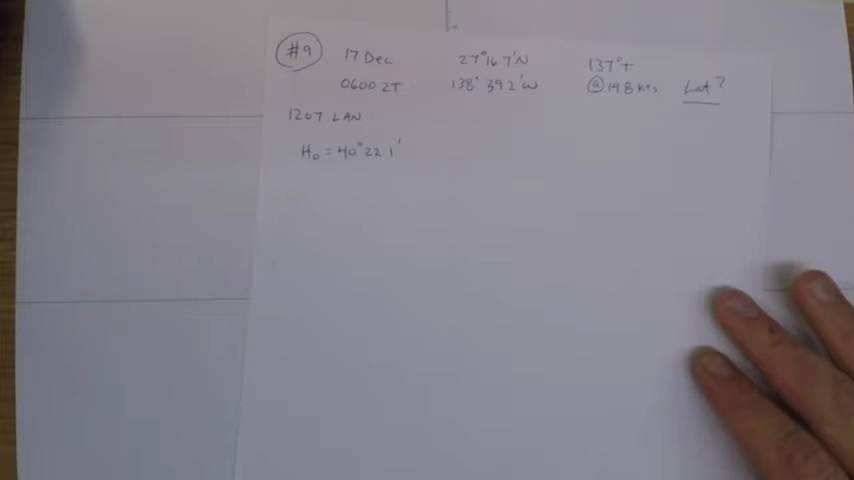 #9 17 Dec 27°16 7'N 137°T
0600 ZT 138° 39 2'W @ 14 8 kts Lat?
1207 LAN
Ho = 40°22 1'